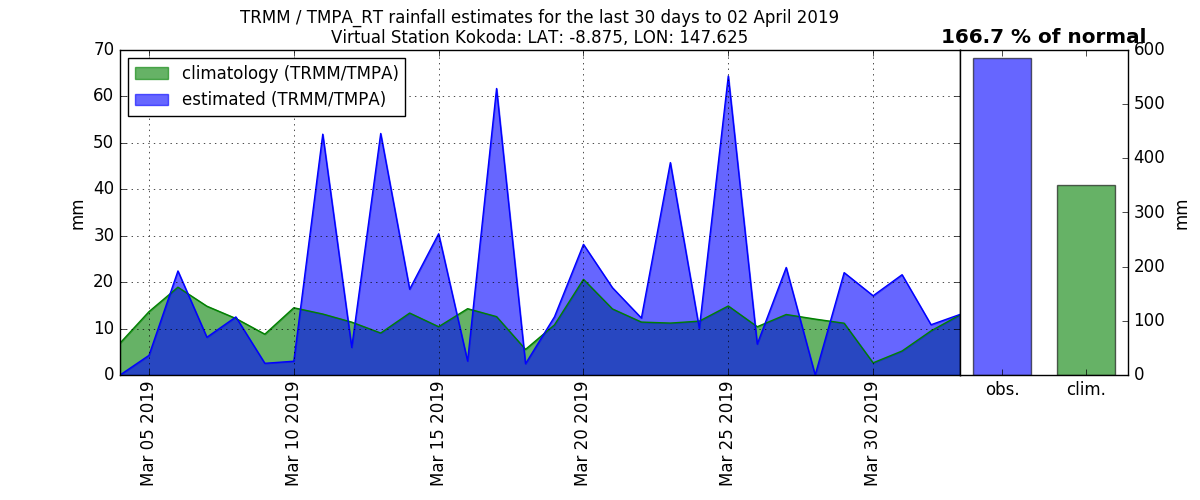 TRMM / TMPA_RT rainfall estimates for the last 30 days to 02 April 2019
Virtual Station Kokoda: LAT: -8.875, LON: 147.625
166.7 % of normal
climatology (TRMM/TMPA)
estimated (TRMM/TMPA)
70
60
50
40
30
20
10
0
mm
Mar 05 2019
Mar 10 2019
Mar 15 2019
Mar 20 2019
Mar 25 2019
Mar 30 2019
600
500
400
300
200
100
0
mm
obs.
clim.